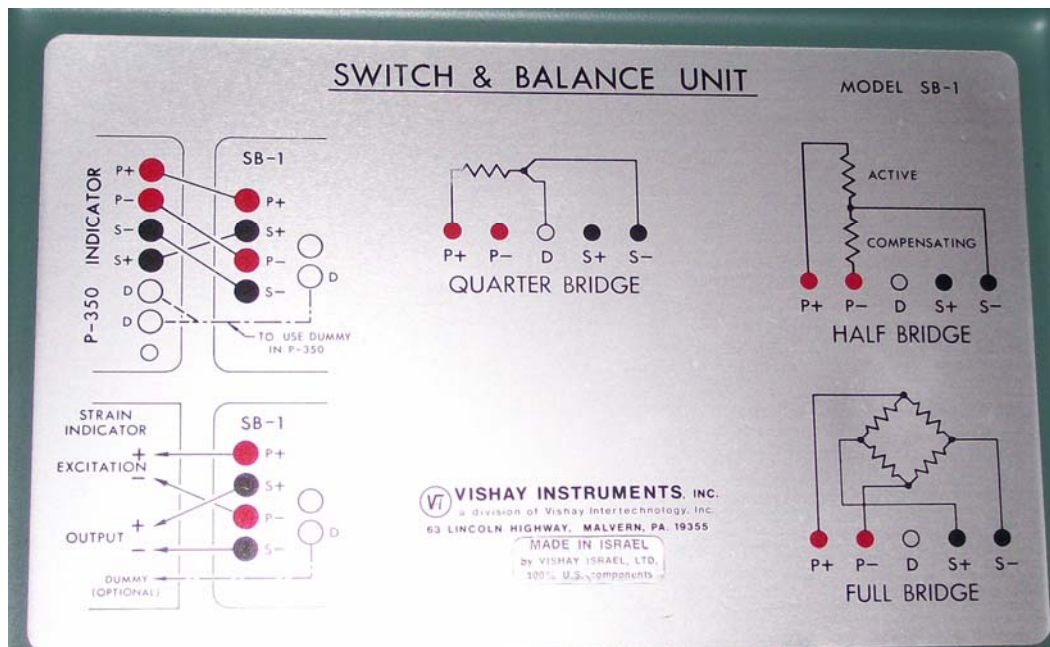 SWITCH & BALANCE UNIT
MODEL SB-1
P-350 INDICATOR
P+
P-
S-
S+
D
D
SB-1
P+
S+
P-
S-
D
TO USE DUMMY
IN P-350
P+ P- D S+ S-
QUARTER BRIDGE
ACTIVE
COMPENSATING
P+ P- D S+ S-
HALF BRIDGE
STRAIN
INDICATOR
+
EXCITATION
-
+
OUTPUT
-
DUMMY
(OPTIONAL)
SB-1
P+
S+
P-
S-
D
Vi VISHAY INSTRUMENTS, INC.
a division of Vishay Intertechnology, Inc.
63 LINCOLN HIGHWAY, MALVERN, PA. 19355
MADE IN ISRAEL
by VISHAY ISRAEL, LTD.
100% U.S. components
P+ P- D S+ S-
FULL BRIDGE